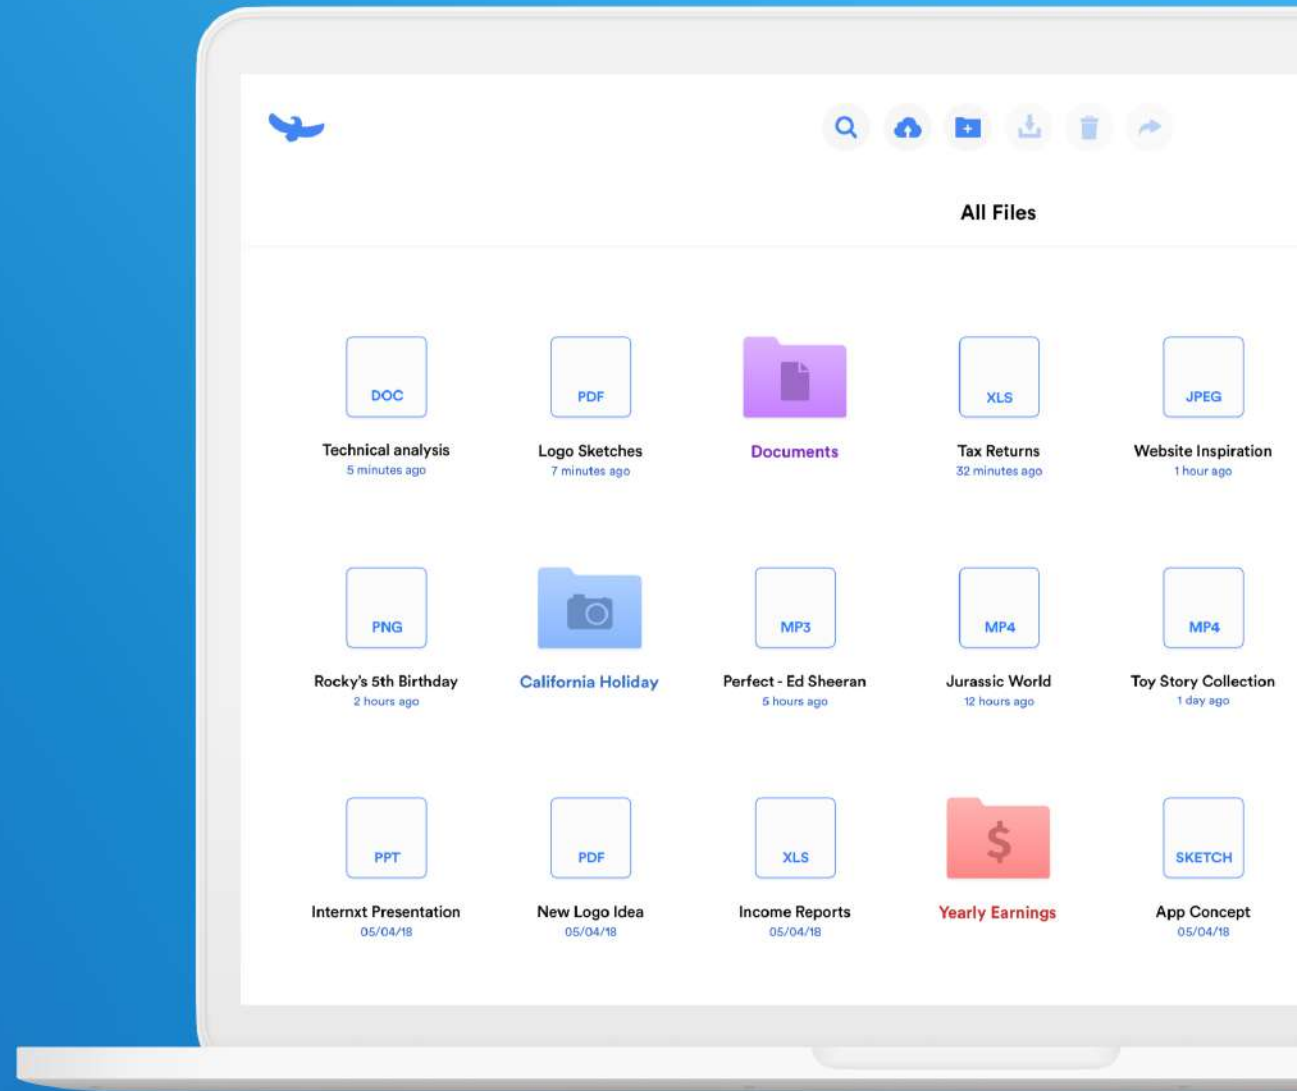 All Files
DOC
Technical analysis
5 minutes ago
PDF
Logo Sketches
7 minutes ago
Documents
XLS
Tax Returns
32 minutes ago
JPEG
Website Inspiration
1 hour ago
PNG
Rocky's 5th Birthday
2 hours ago
California Holiday
MP3
Perfect - Ed Sheeran
5 hours ago
MP4
Jurassic World
12 hours ago
MP4
Toy Story Collection
1 day ago
PPT
Internxt Presentation
05/04/18
PDF
New Logo Idea
05/04/18
XLS
Income Reports
05/04/18
$
Yearly Earnings
SKETCH
App Concept
05/04/18